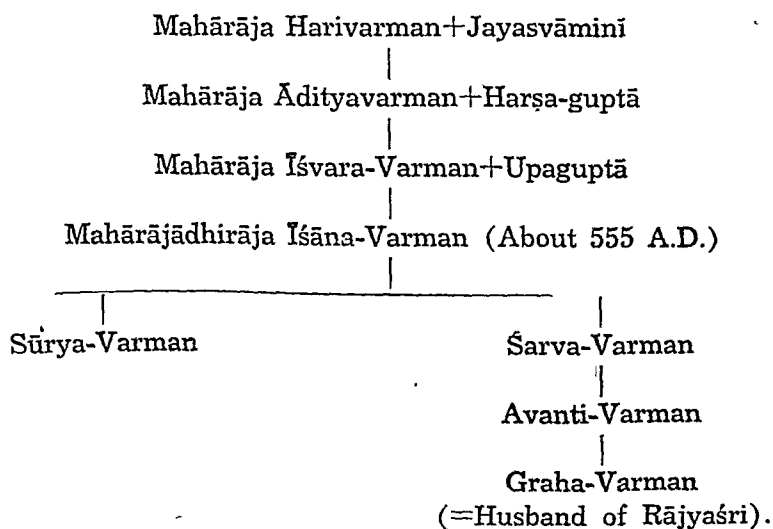 Mahārāja Harivarman+Jayasvāminī
Mahārāja Ādityavarman+Harṣa-guptā
Mahārāja Īśvara-Varman+Upaguptā
Mahārājādhirāja Īśāna-Varman (About 555 A.D.)
Sūrya-Varman Śarva-Varman
Avanti-Varman
Graha-Varman
(=Husband of Rājyaśri).